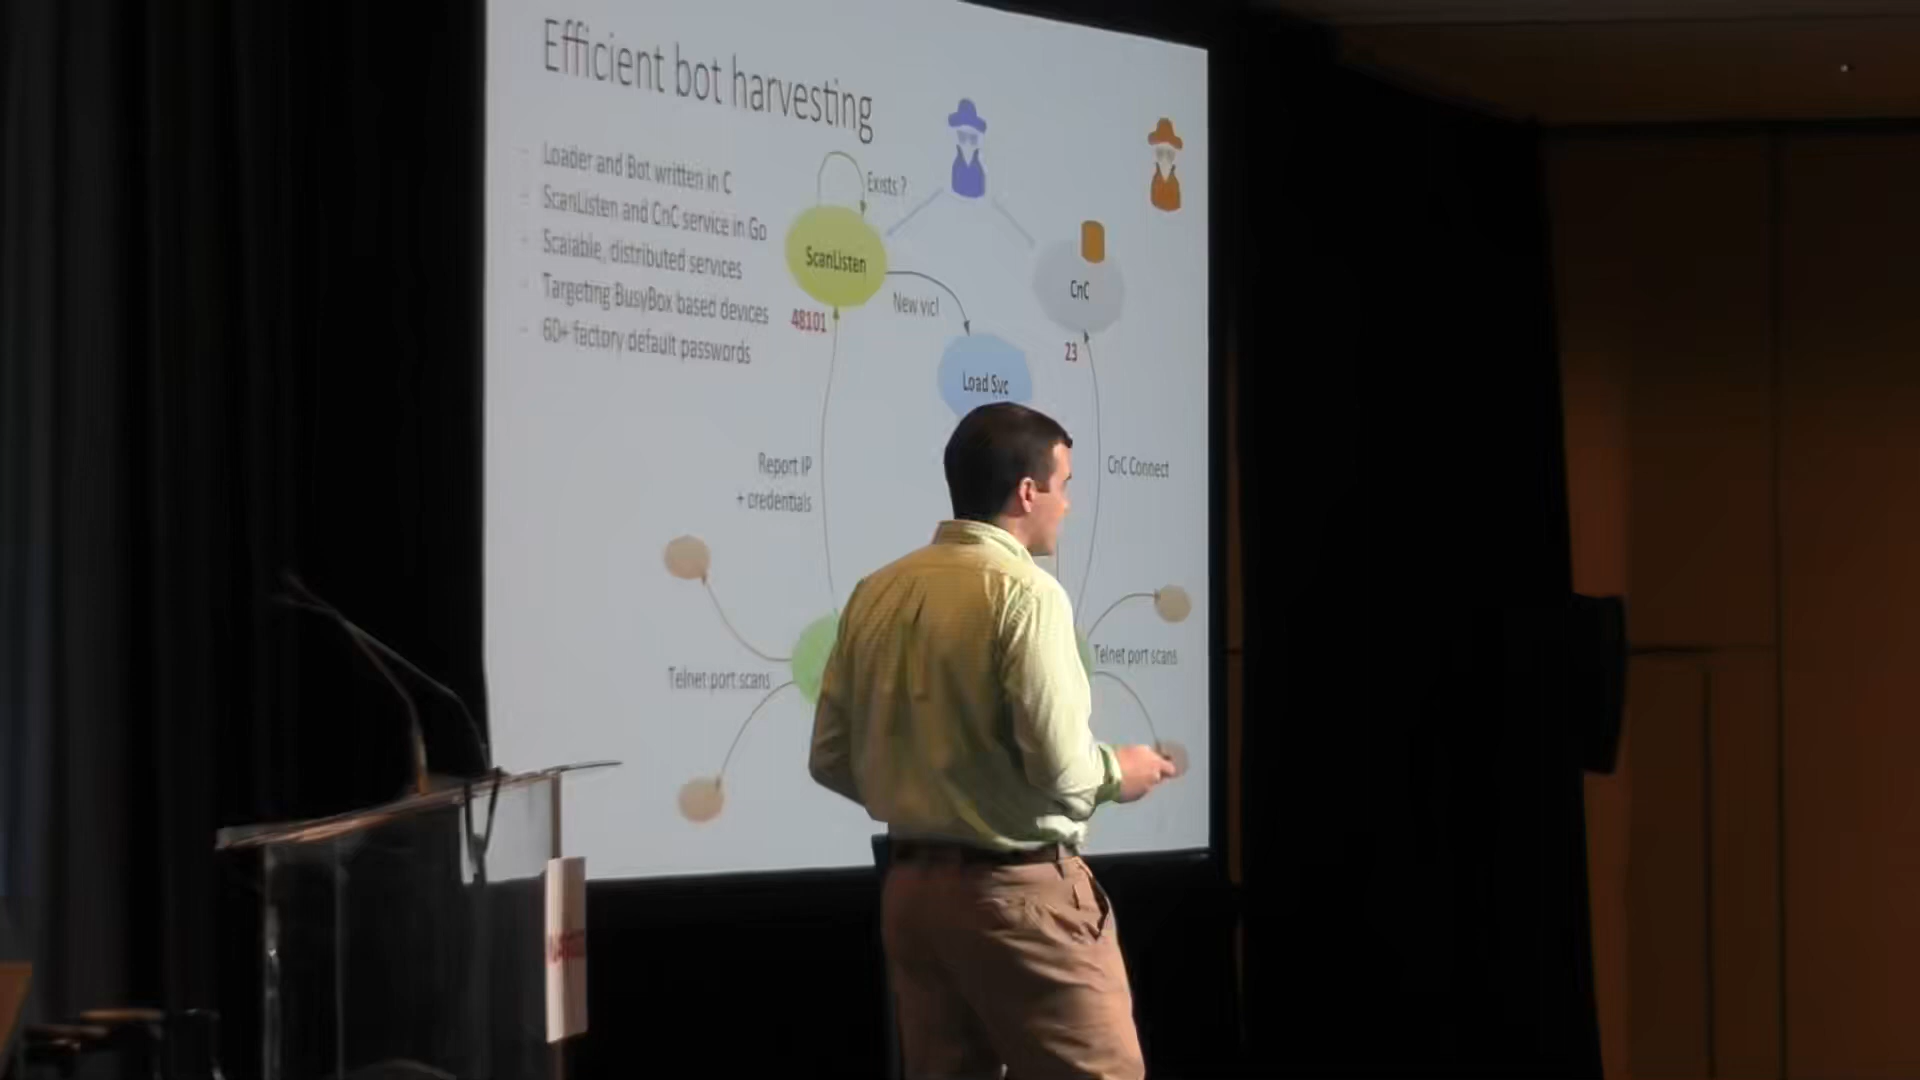 Efficient bot harvesting
Loader and Bot written in C
ScanListen and CnC service in Go
Scalable, distributed services
Targeting BusyBox based devices
60+ factory default passwords
Exists ?
ScanListen
48101
New vic!
CnC
23
Load Svc
Report IP
+ credentials
CnC Connect
Telnet port scans
Telnet port scans